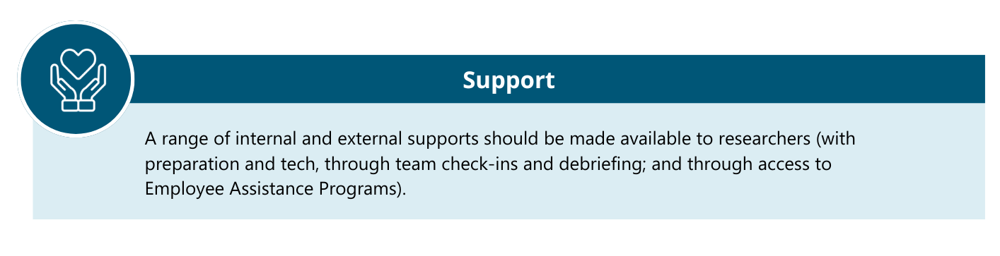 Support
A range of internal and external supports should be made available to researchers (with
preparation and tech, through team check-ins and debriefing; and through access to
Employee Assistance Programs).